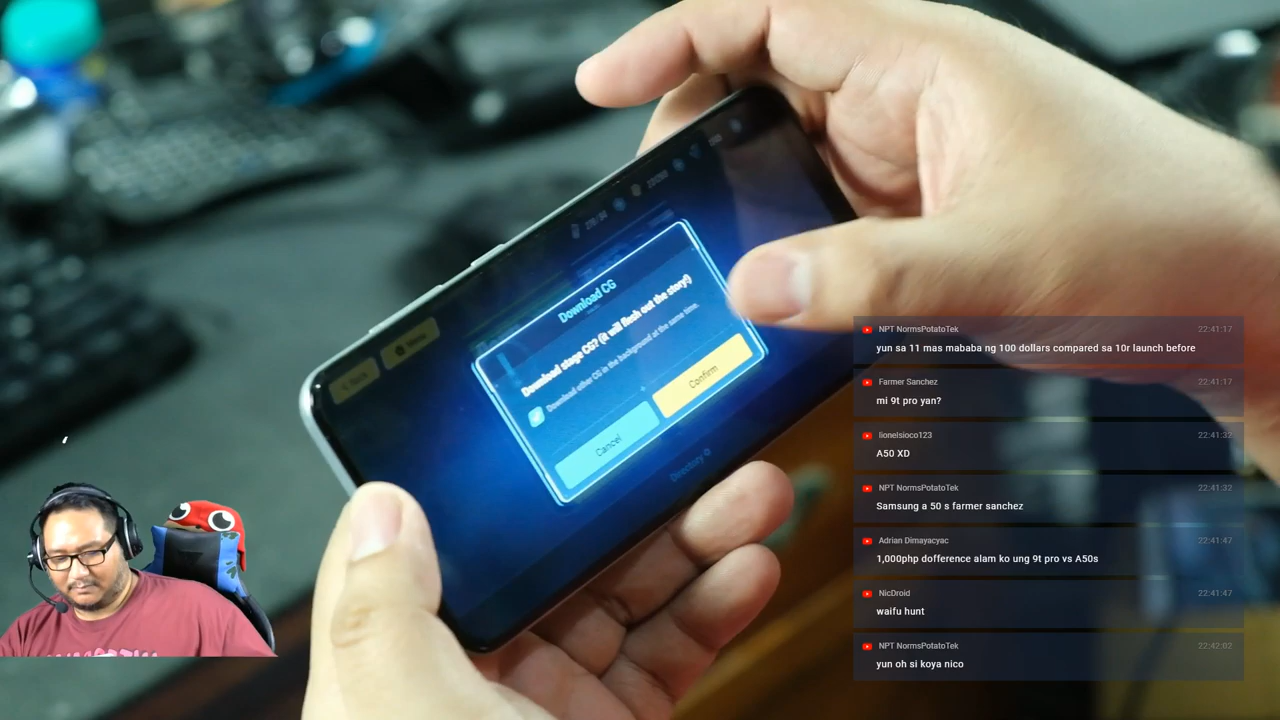 Download CG
Download stage CG? (it will flesh out the story!)
Download other CG in the background at the same time.
Cancel
Confirm
Directory
NPT NormsPotatoTek 22:41:17
yun sa 11 mas mababa ng 100 dollars compared sa 10r launch before
Farmer Sanchez 22:41:17
mi 9t pro yan?
lionelsioco123 22:41:32
A50 XD
NPT NormsPotatoTek 22:41:32
Samsung a 50 s farmer sanchez
Adrian Dimayacyac 22:41:47
1,000php dofference alam ko ung 9t pro vs A50s
NicDroid 22:41:47
waifu hunt
NPT NormsPotatoTek 22:42:02
yun oh si koya nico